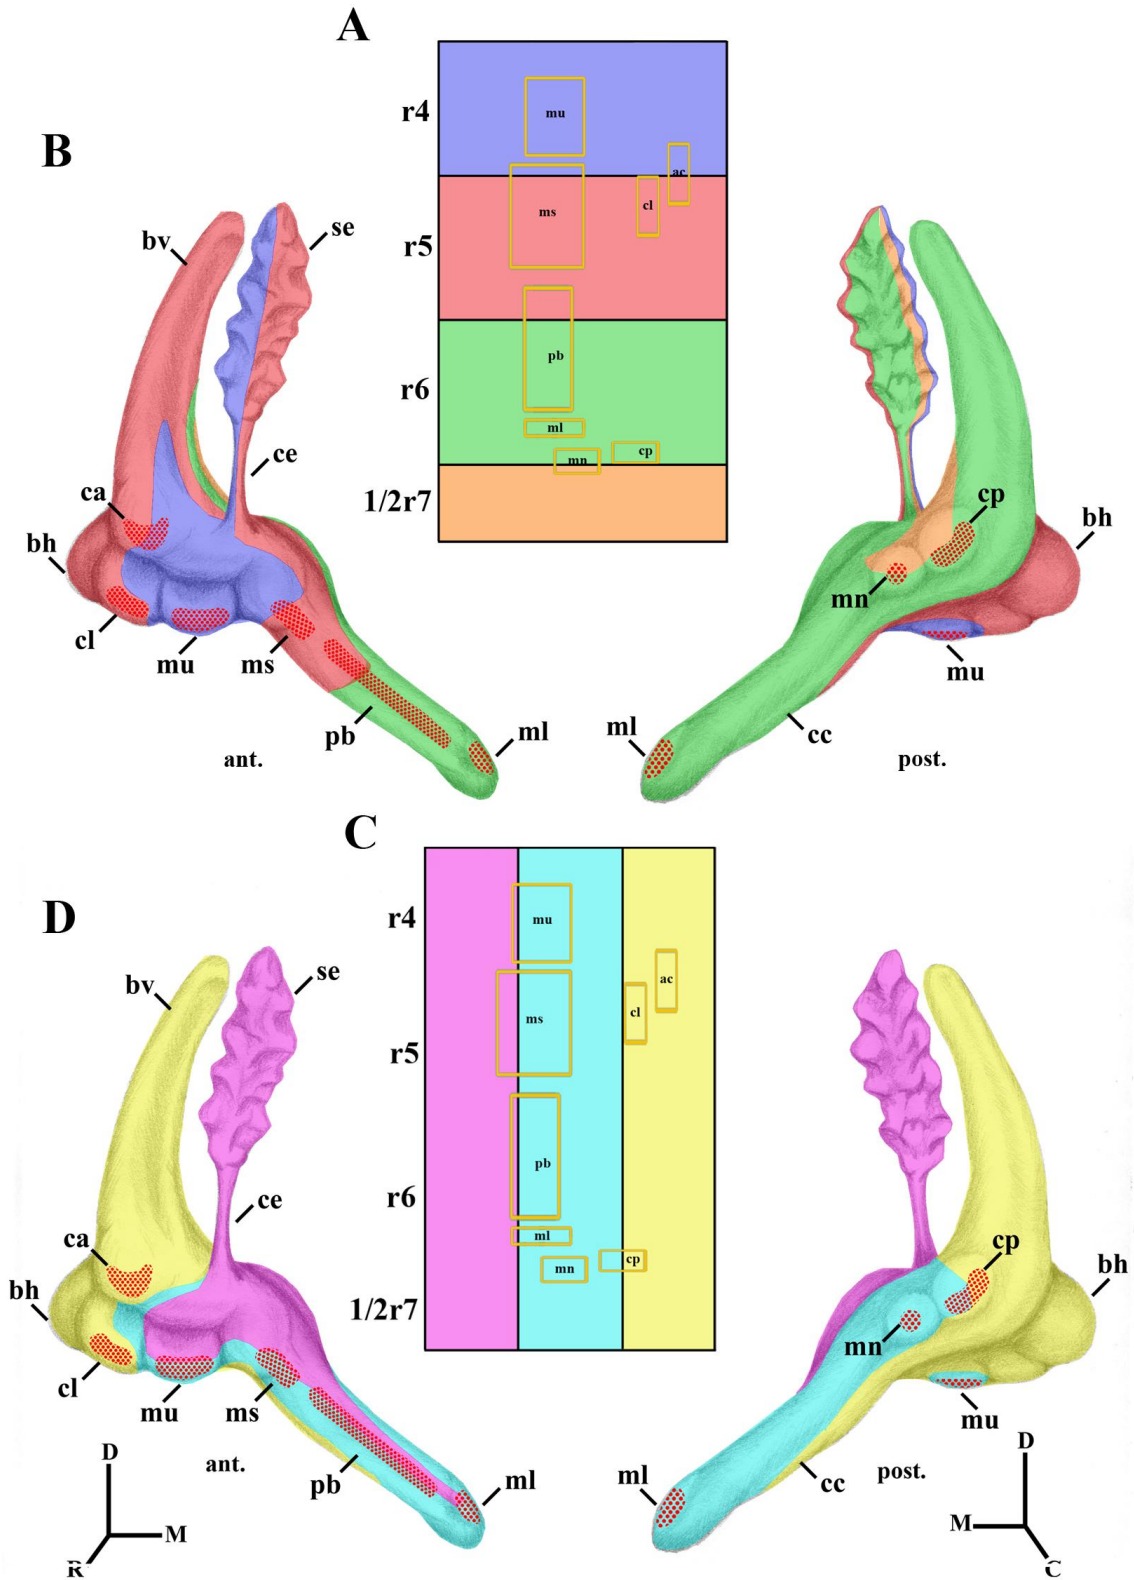 A
r4
mu
ac
B
cl
ms
r5
bv
se
pb
r6
ml
cp
mn
ce
1/2r7
ca
cp
bh
bh
mn
cl
mu
ms
mu
pb
ml
ml
cc
ant.
post.
C
D
r4
mu
ac
bv
se
cl
ms
r5
pb
r6
ce
ml
cp
mn
ca
cp
bh
bh
1/2r7
mn
cl
mu
ms
mu
D
ant.
pb
ml
ml
cc
post.
D
M
R
M
C